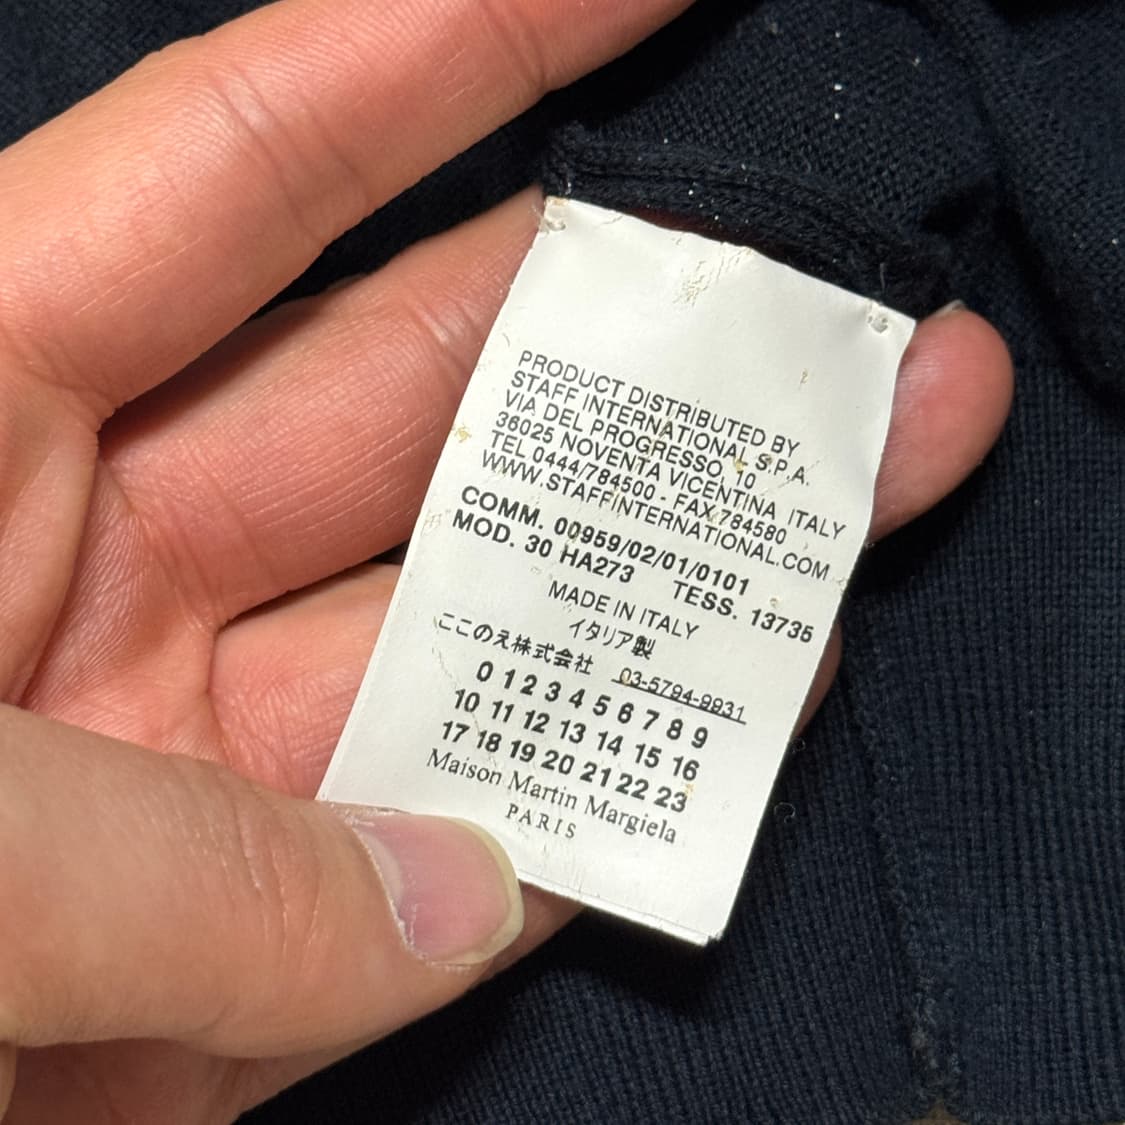 PRODUCT DISTRIBUTED BY
STAFF INTERNATIONAL S.P.A.
VIA DEL PROGRESSO, 10
36025 NOVENTA VICENTINA ITALY
TEL 0444/784500 - FAX 784580
WWW.STAFFINTERNATIONAL.COM
COMM. 00959/02/01/0101
MOD. 30 HA273 TESS. 13735
MADE IN ITALY
イタリア製
ここのえ株式会社 03-5794-9931
0 1 2 3 4 5 6 7 8 9
10 11 12 13 14 15 16
17 18 19 20 21 22 23
Maison Martin Margiela
PARIS